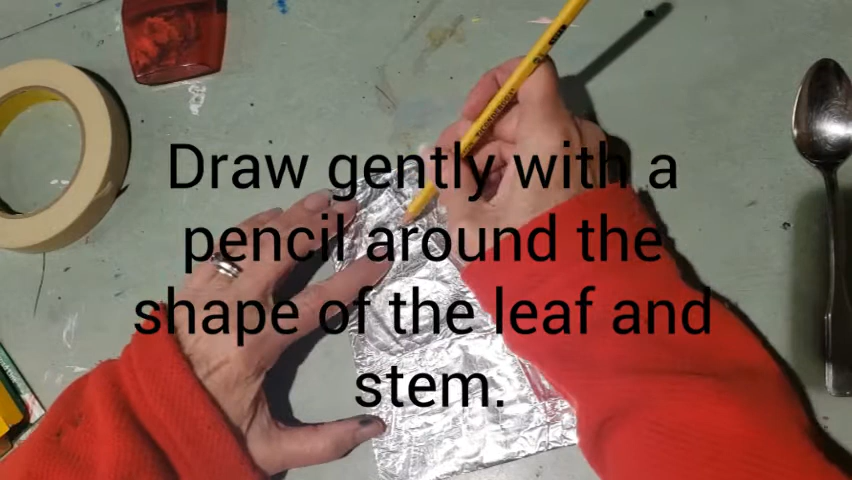 Draw gently with a
pencil around the
shape of the leaf and
stem.